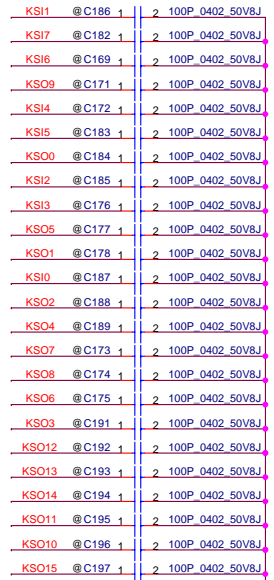 KSI1 @C186 1 2 100P_0402_50V8J
KSI7 @C182 1 2 100P_0402_50V8J
KSI6 @C169 1 2 100P_0402_50V8J
KSO9 @C171 1 2 100P_0402_50V8J
KSI4 @C172 1 2 100P_0402_50V8J
KSI5 @C183 1 2 100P_0402_50V8J
KSO0 @C184 1 2 100P_0402_50V8J
KSI2 @C185 1 2 100P_0402_50V8J
KSI3 @C176 1 2 100P_0402_50V8J
KSO5 @C177 1 2 100P_0402_50V8J
KSO1 @C178 1 2 100P_0402_50V8J
KSI0 @C187 1 2 100P_0402_50V8J
KSO2 @C188 1 2 100P_0402_50V8J
KSO4 @C189 1 2 100P_0402_50V8J
KSO7 @C173 1 2 100P_0402_50V8J
KSO8 @C174 1 2 100P_0402_50V8J
KSO6 @C175 1 2 100P_0402_50V8J
KSO3 @C191 1 2 100P_0402_50V8J
KSO12 @C192 1 2 100P_0402_50V8J
KSO13 @C193 1 2 100P_0402_50V8J
KSO14 @C194 1 2 100P_0402_50V8J
KSO11 @C195 1 2 100P_0402_50V8J
KSO10 @C196 1 2 100P_0402_50V8J
KSO15 @C197 1 2 100P_0402_50V8J